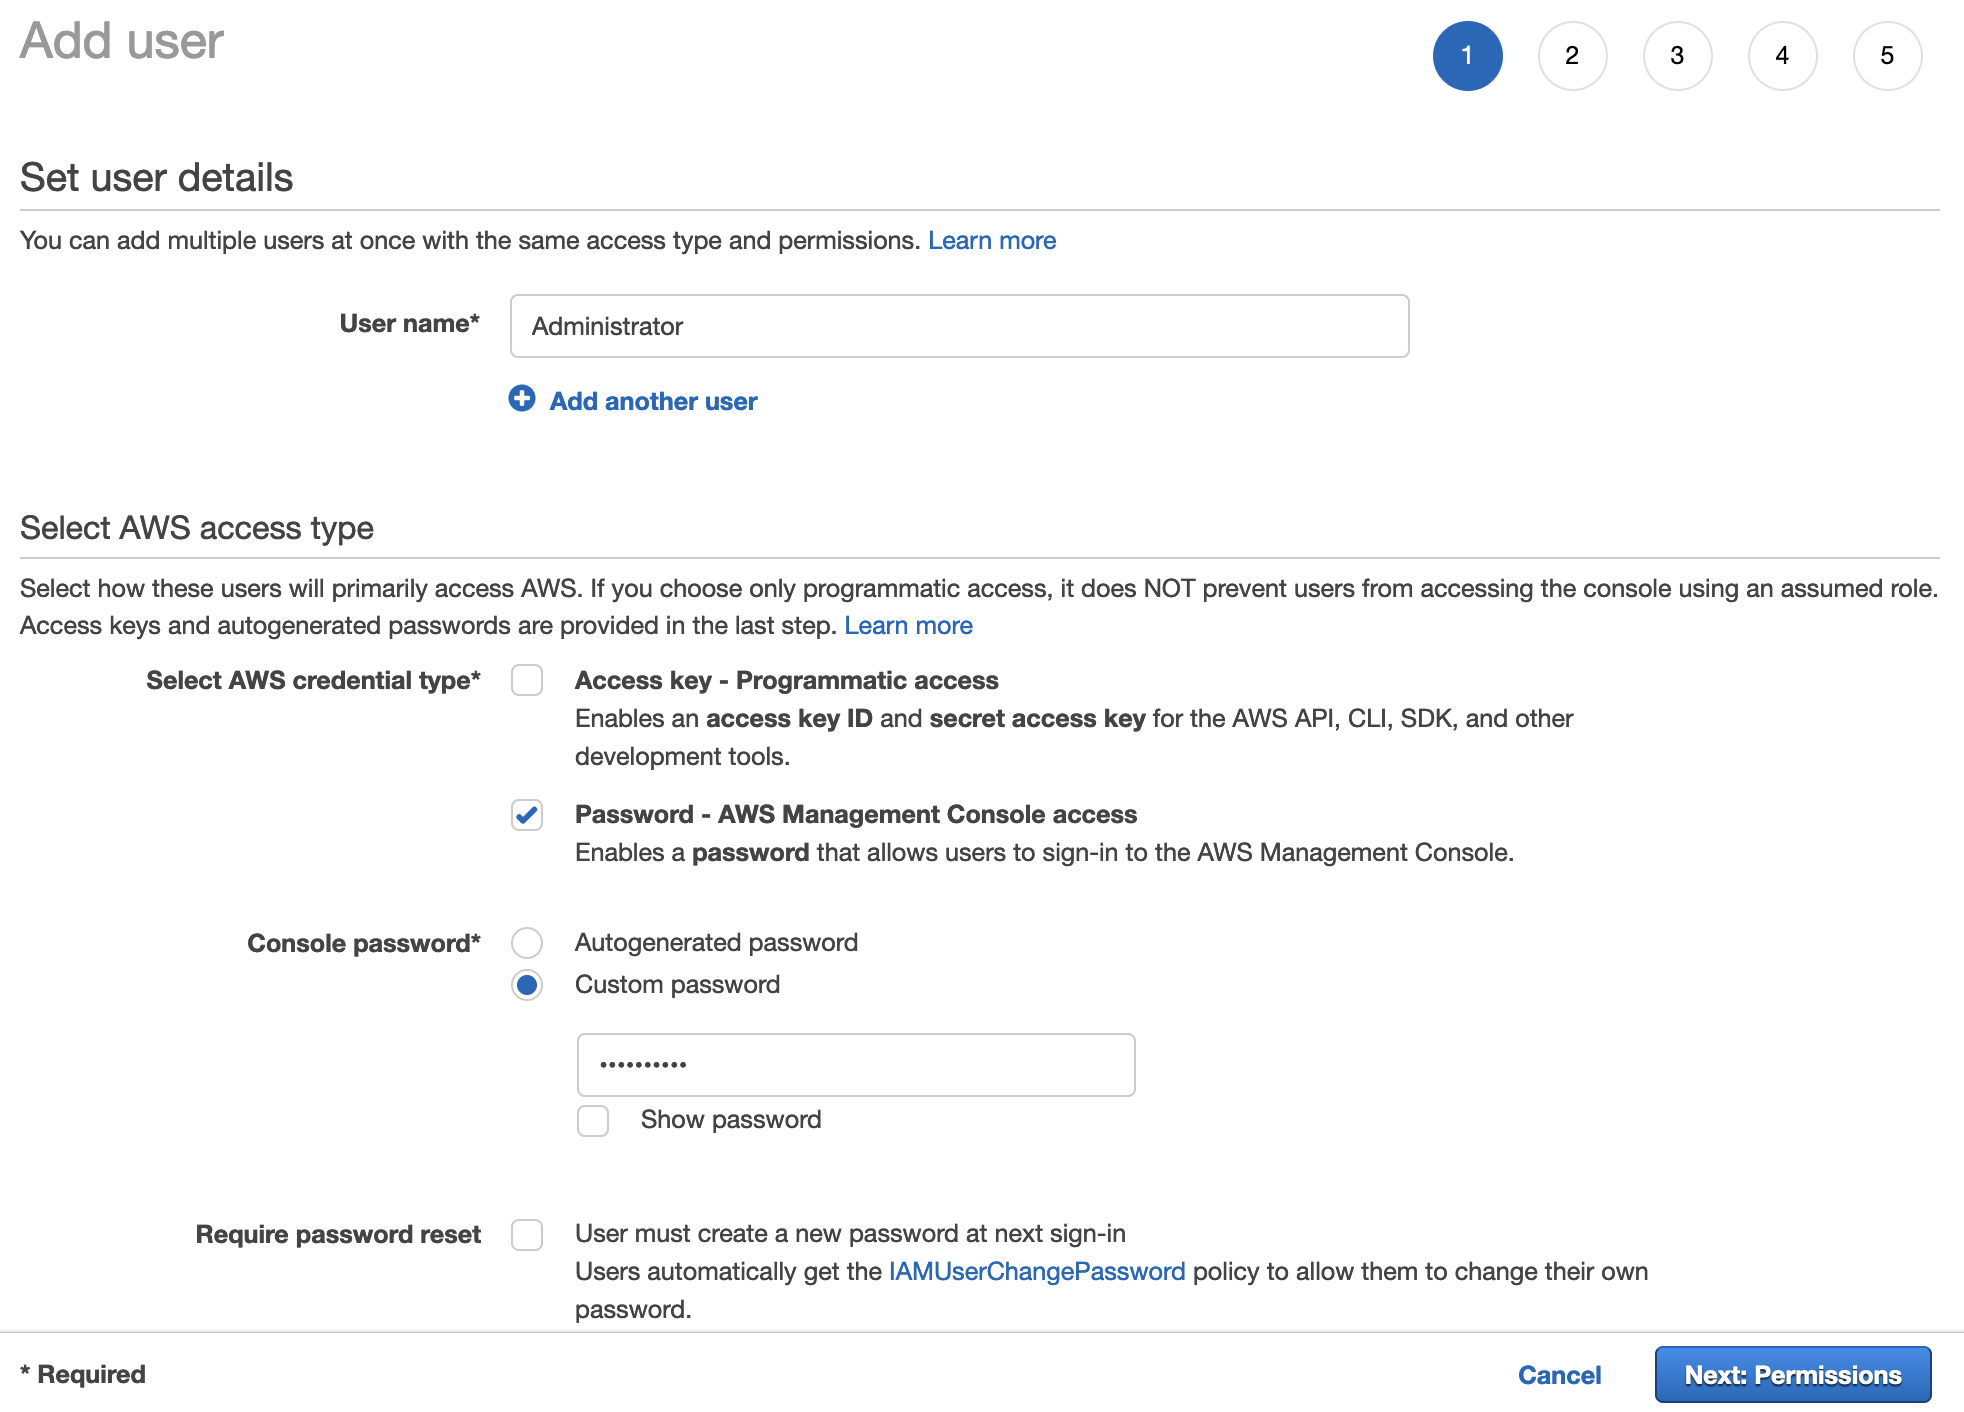 Add user
1 2 3 4 5
Set user details
You can add multiple users at once with the same access type and permissions. Learn more
User name* Administrator
Add another user
Select AWS access type
Select how these users will primarily access AWS. If you choose only programmatic access, it does NOT prevent users from accessing the console using an assumed role.
Access keys and autogenerated passwords are provided in the last step. Learn more
Select AWS credential type* Access key - Programmatic access
Enables an access key ID and secret access key for the AWS API, CLI, SDK, and other
development tools.
Password - AWS Management Console access
Enables a password that allows users to sign-in to the AWS Management Console.
Console password* Autogenerated password
Custom password
••••••••••
Show password
Require password reset User must create a new password at next sign-in
Users automatically get the IAMUserChangePassword policy to allow them to change their own
password.
* Required Cancel Next: Permissions